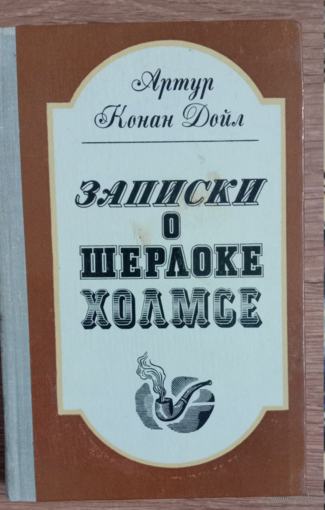 Артур
Конан Дойл
ЗАПИСКИ
О
ШЕРЛОКЕ
ХОЛМСЕ